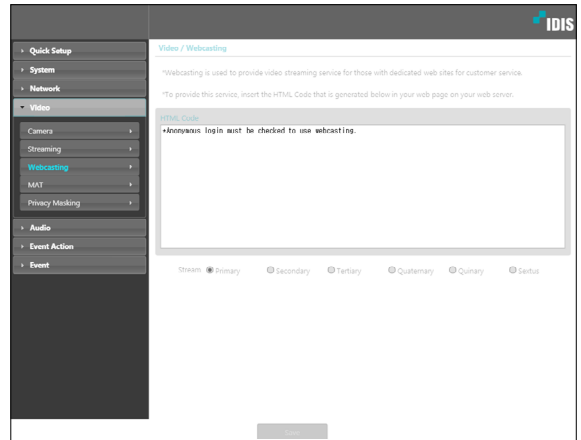 IDIS
Quick Setup
System
Network
Video
Camera
Streaming
Webcasting
MAT
Privacy Masking
Audio
Event Action
Event
Video / Webcasting
*Webcasting is used to provide video streaming service for those with dedicated web sites for customer service.
*To provide this service, insert the HTML Code that is generated below in your web page on your web server.
HTML Code
*Anonymous login must be checked to use webcasting.
Stream Primary Secondary Tertiary Quaternary Quinary Sextus
Save